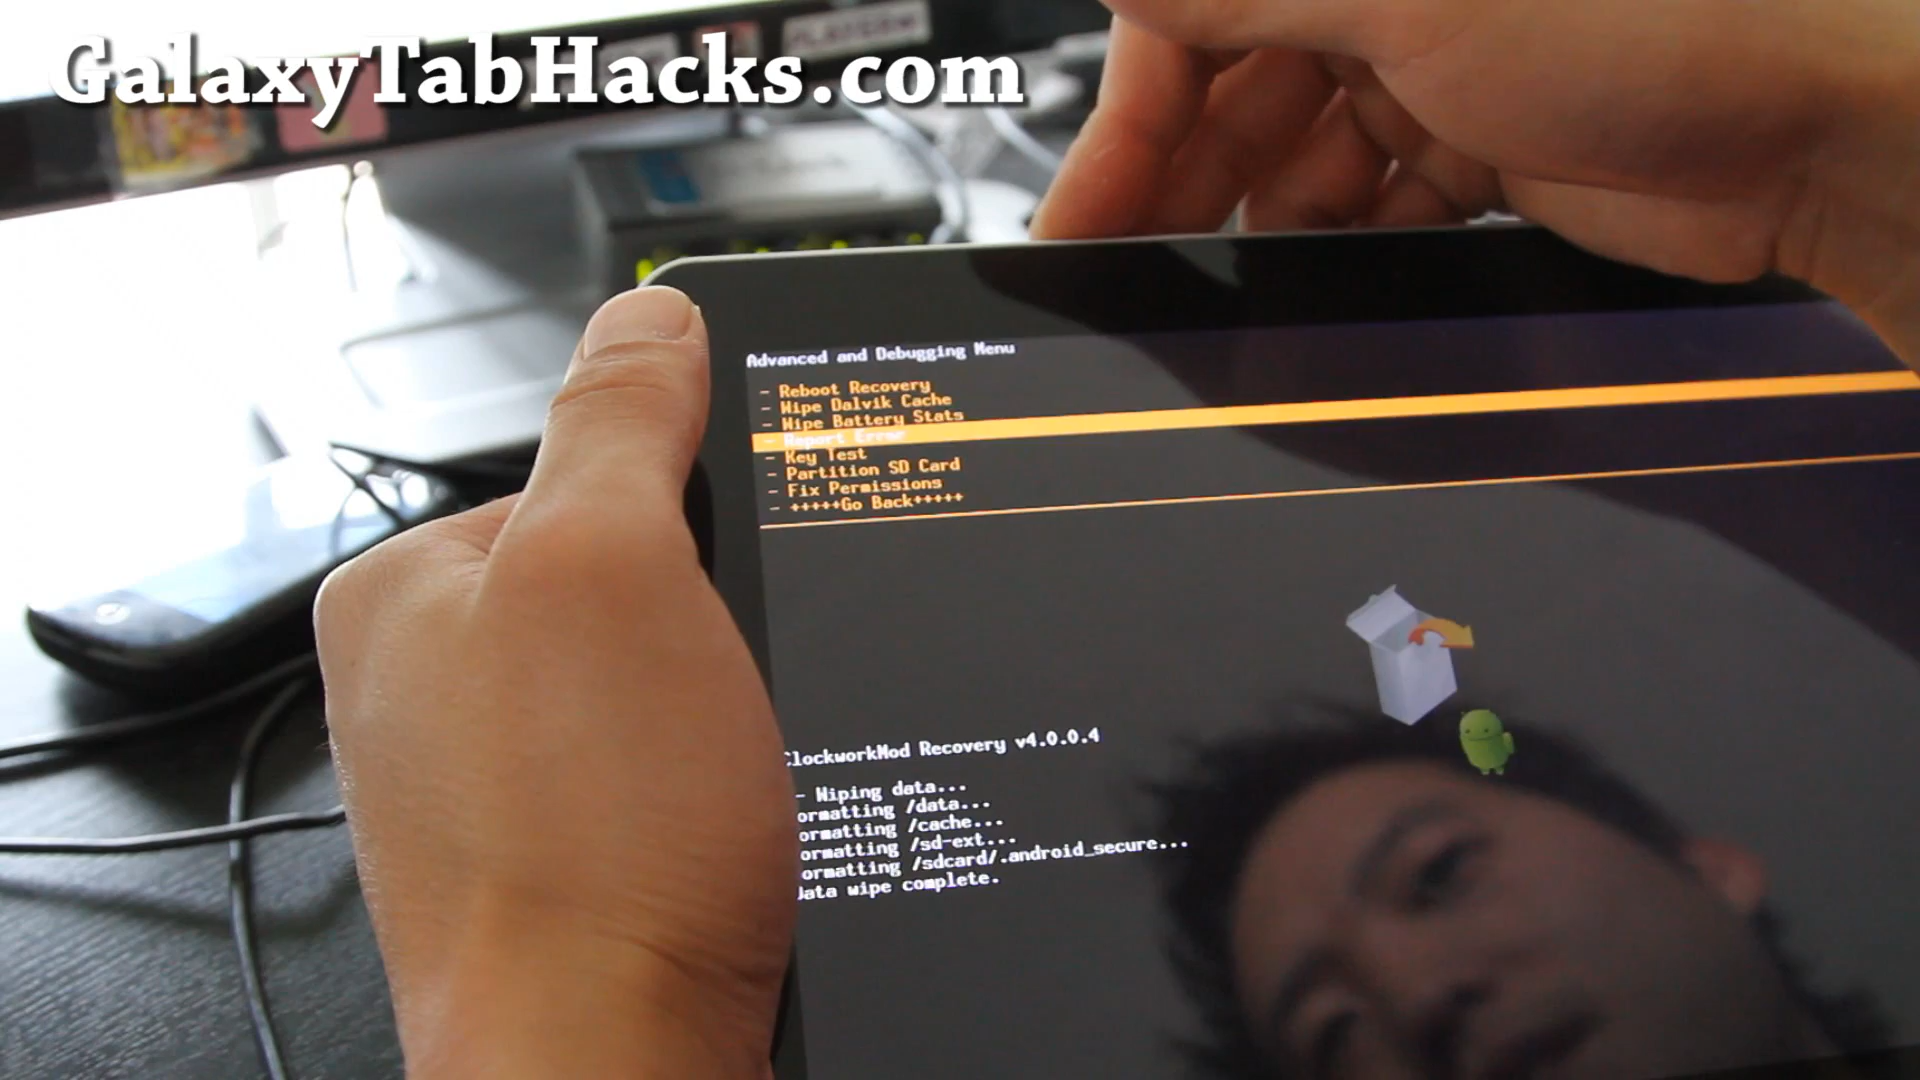 GalaxyTabHacks.com
Advanced and Debugging Menu
- Reboot Recovery
- Wipe Dalvik Cache
- Wipe Battery Stats
- Report Error
- Key Test
- Partition SD Card
- Fix Permissions
- +++++Go Back+++++
ClockworkMod Recovery v4.0.0.4
- Wiping data...
ormatting /data...
ormatting /cache...
ormatting /sd-ext...
ormatting /sdcard/.android_secure...
Data wipe complete.